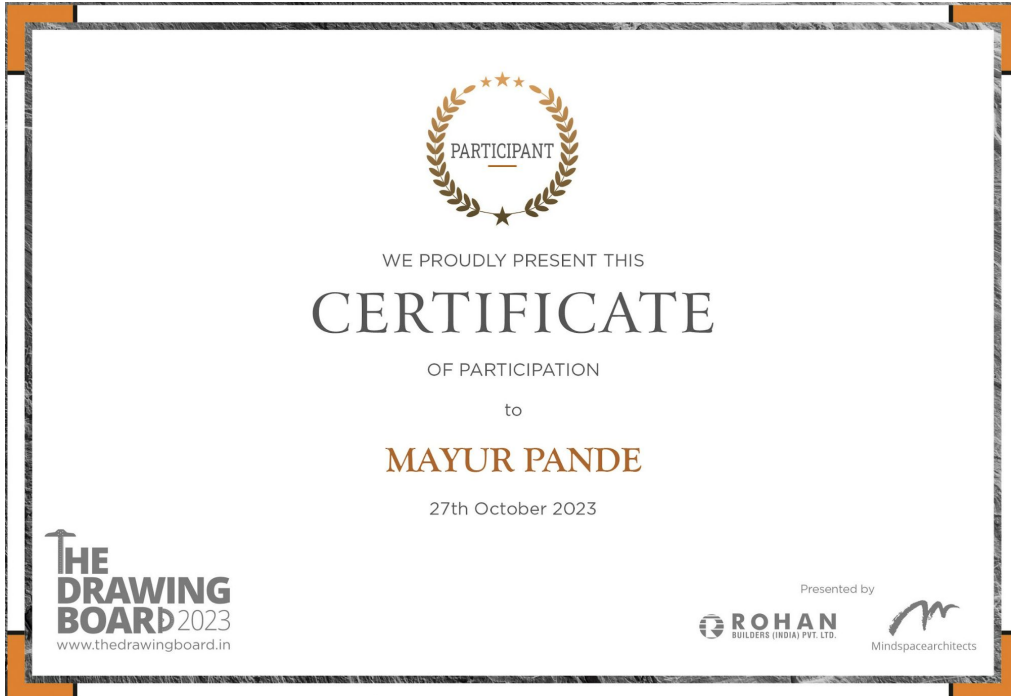 PARTICIPANT
WE PROUDLY PRESENT THIS
CERTIFICATE
OF PARTICIPATION
to
MAYUR PANDE
27th October 2023
THE
DRAWING
BOARD2023
www.thedrawingboard.in
Presented by
ROHAN
BUILDERS (INDIA) PVT. LTD.
Mindspacearchitects